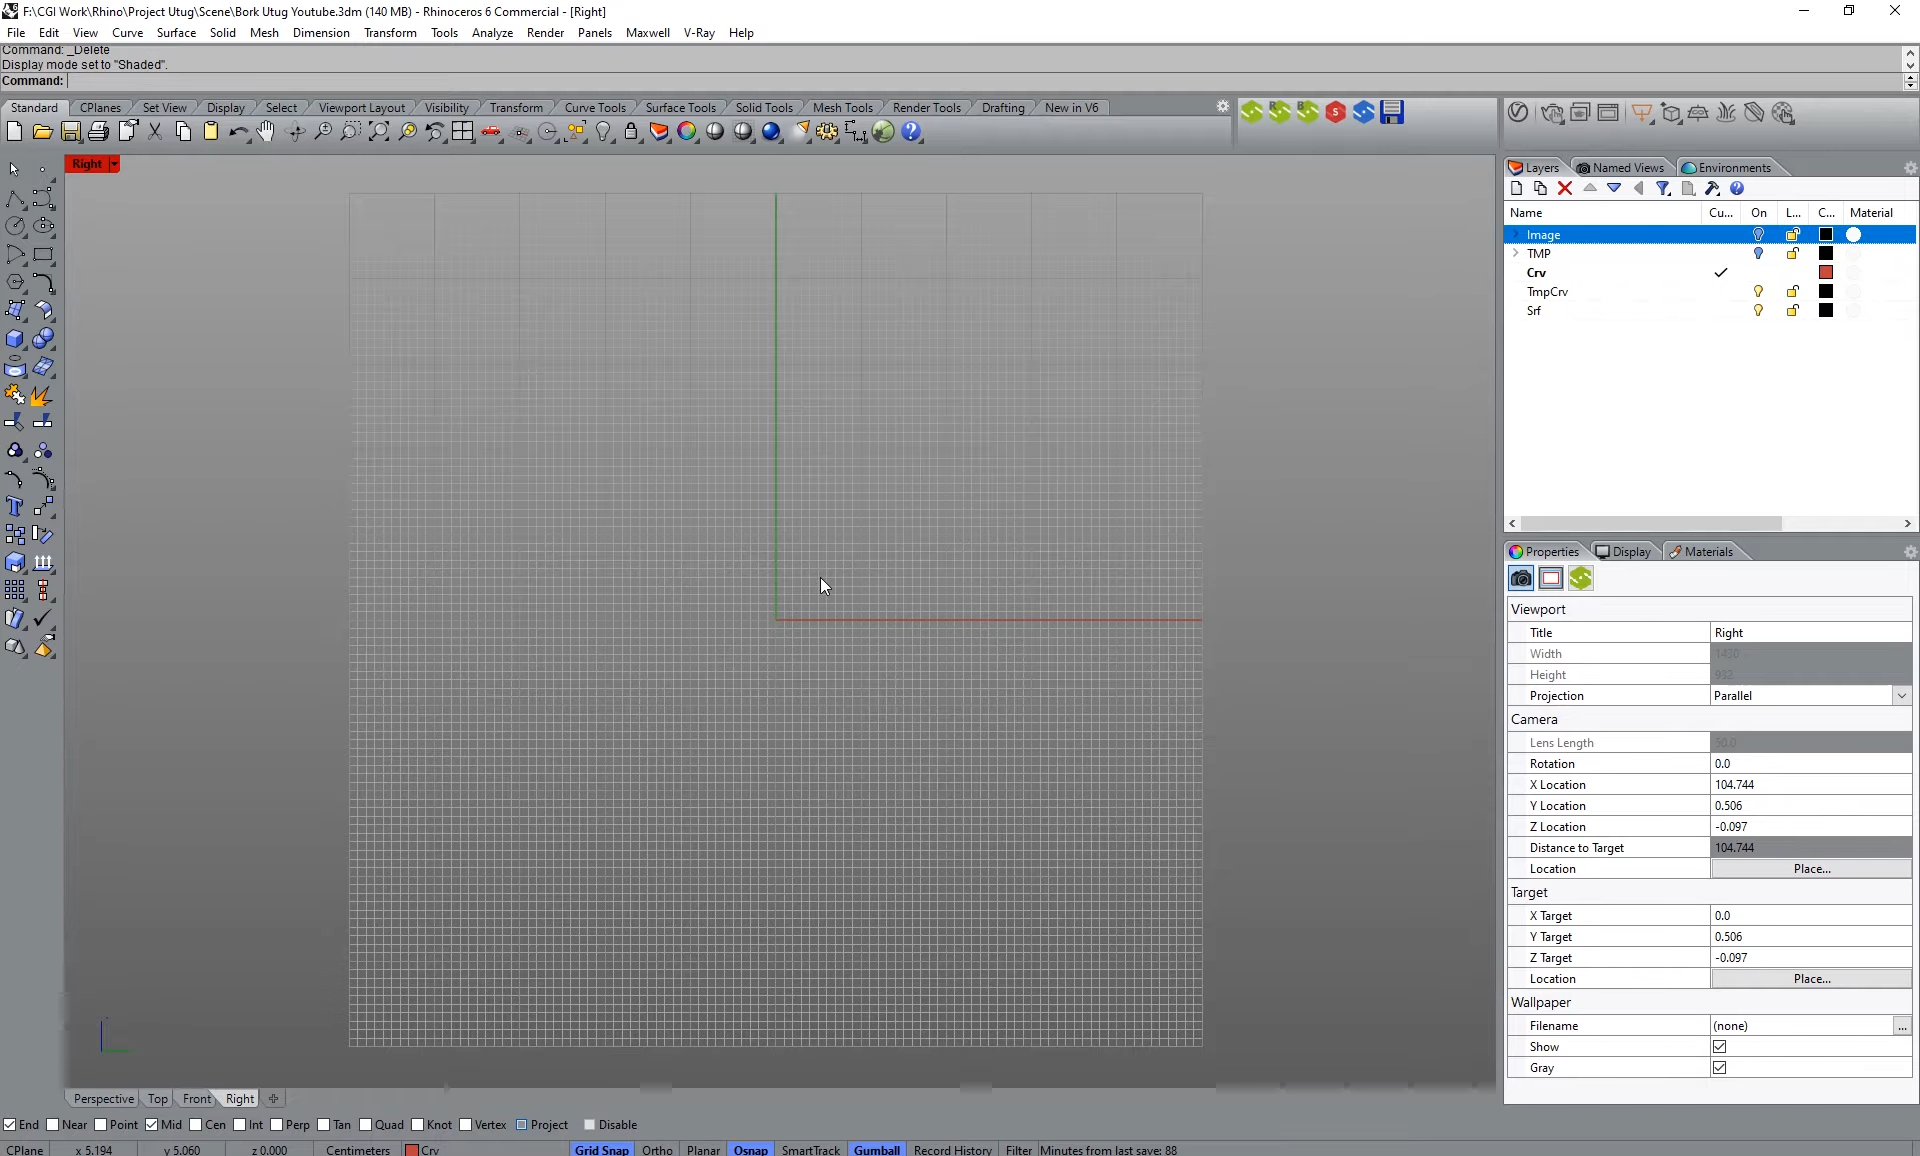 F:\CGI Work\Rhino\Project Utug\Scene\Bork Utug Youtube.3dm (140 MB) - Rhinoceros 6 Commercial - [Right]
File Edit View Curve Surface Solid Mesh Dimension Transform Tools Analyze Render Panels Maxwell V-Ray Help
Command: _Delete
Display mode set to "Shaded".
Command:
Standard CPlanes Set View Display Select Viewport Layout Visibility Transform Curve Tools Surface Tools Solid Tools Mesh Tools Render Tools Drafting New in V6
Right
Layers Named Views Environments
Name Cu... On L... C... Material
Image
TMP
Crv
TmpCrv
Srf
Properties Display Materials
Viewport
Title Right
Width 1430
Height 932
Projection Parallel
Camera
Lens Length 50.0
Rotation 0.0
X Location 104.744
Y Location 0.506
Z Location -0.097
Distance to Target 104.744
Location Place...
Target
X Target 0.0
Y Target 0.506
Z Target -0.097
Location Place...
Wallpaper
Filename (none) ...
Show
Gray
Perspective Top Front Right
End Near Point Mid Cen Int Perp Tan Quad Knot Vertex Project Disable
CPlane x 5.194 y 5.060 z 0.000 Centimeters Crv Grid Snap Ortho Planar Osnap SmartTrack Gumball Record History Filter Minutes from last save: 88